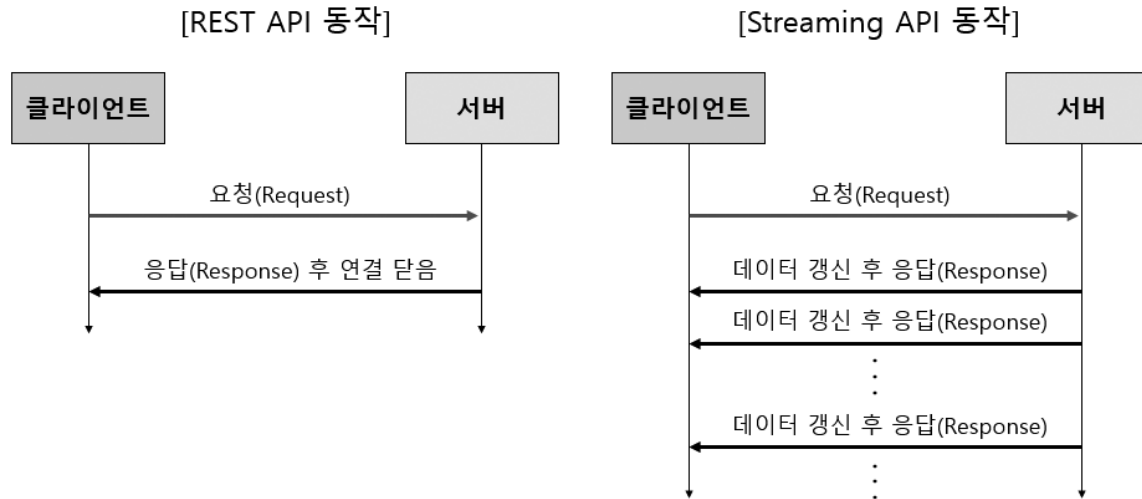 [REST API 동작]
클라이언트
서버
요청(Request)
응답(Response) 후 연결 닫음
[Streaming API 동작]
클라이언트
서버
요청(Request)
데이터 갱신 후 응답(Response)
데이터 갱신 후 응답(Response)
데이터 갱신 후 응답(Response)